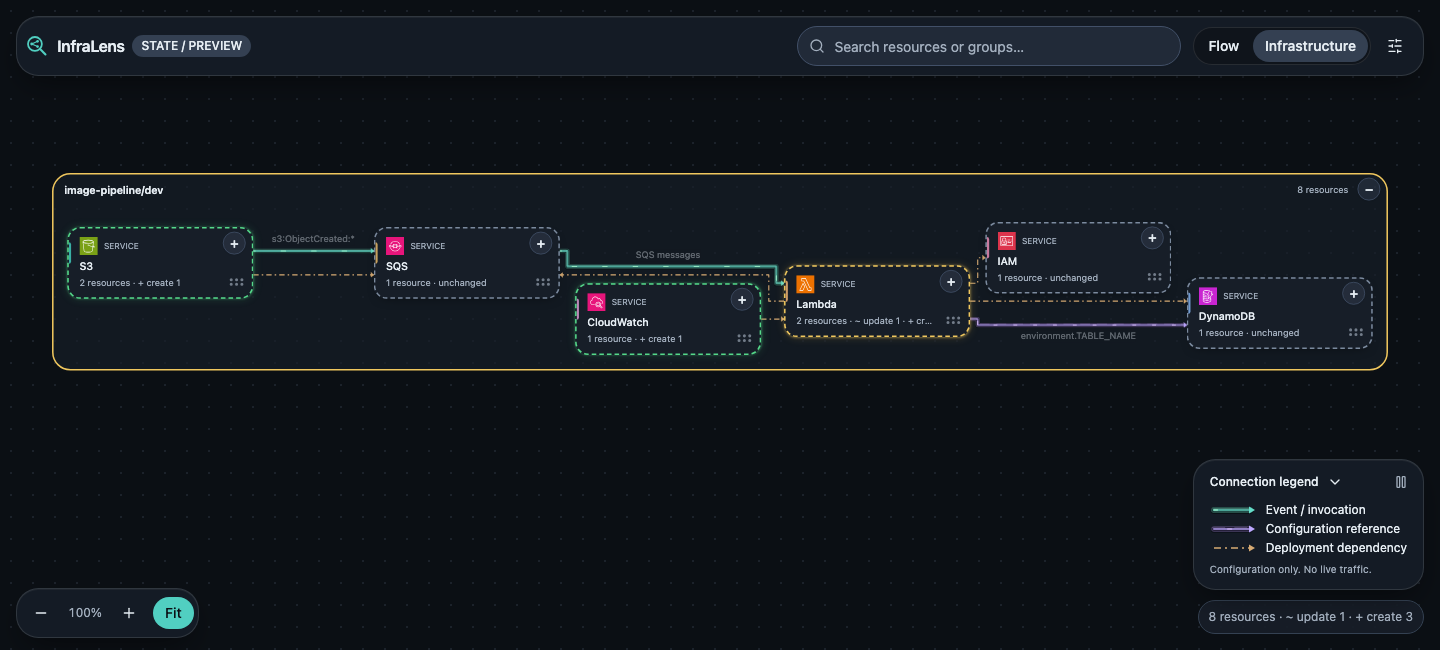 InfraLens
STATE / PREVIEW
Search resources or groups...
Flow
Infrastructure
image-pipeline/dev
8 resources
SERVICE
S3
2 resources · + create 1
s3:ObjectCreated:*
SERVICE
SQS
1 resource · unchanged
SQS messages
SERVICE
CloudWatch
1 resource · + create 1
SERVICE
Lambda
2 resources · ~ update 1 · + cr...
SERVICE
IAM
1 resource · unchanged
SERVICE
DynamoDB
1 resource · unchanged
environment.TABLE_NAME
Connection legend
Event / invocation
Configuration reference
Deployment dependency
Configuration only. No live traffic.
− 100% + Fit
8 resources · ~ update 1 · + create 3